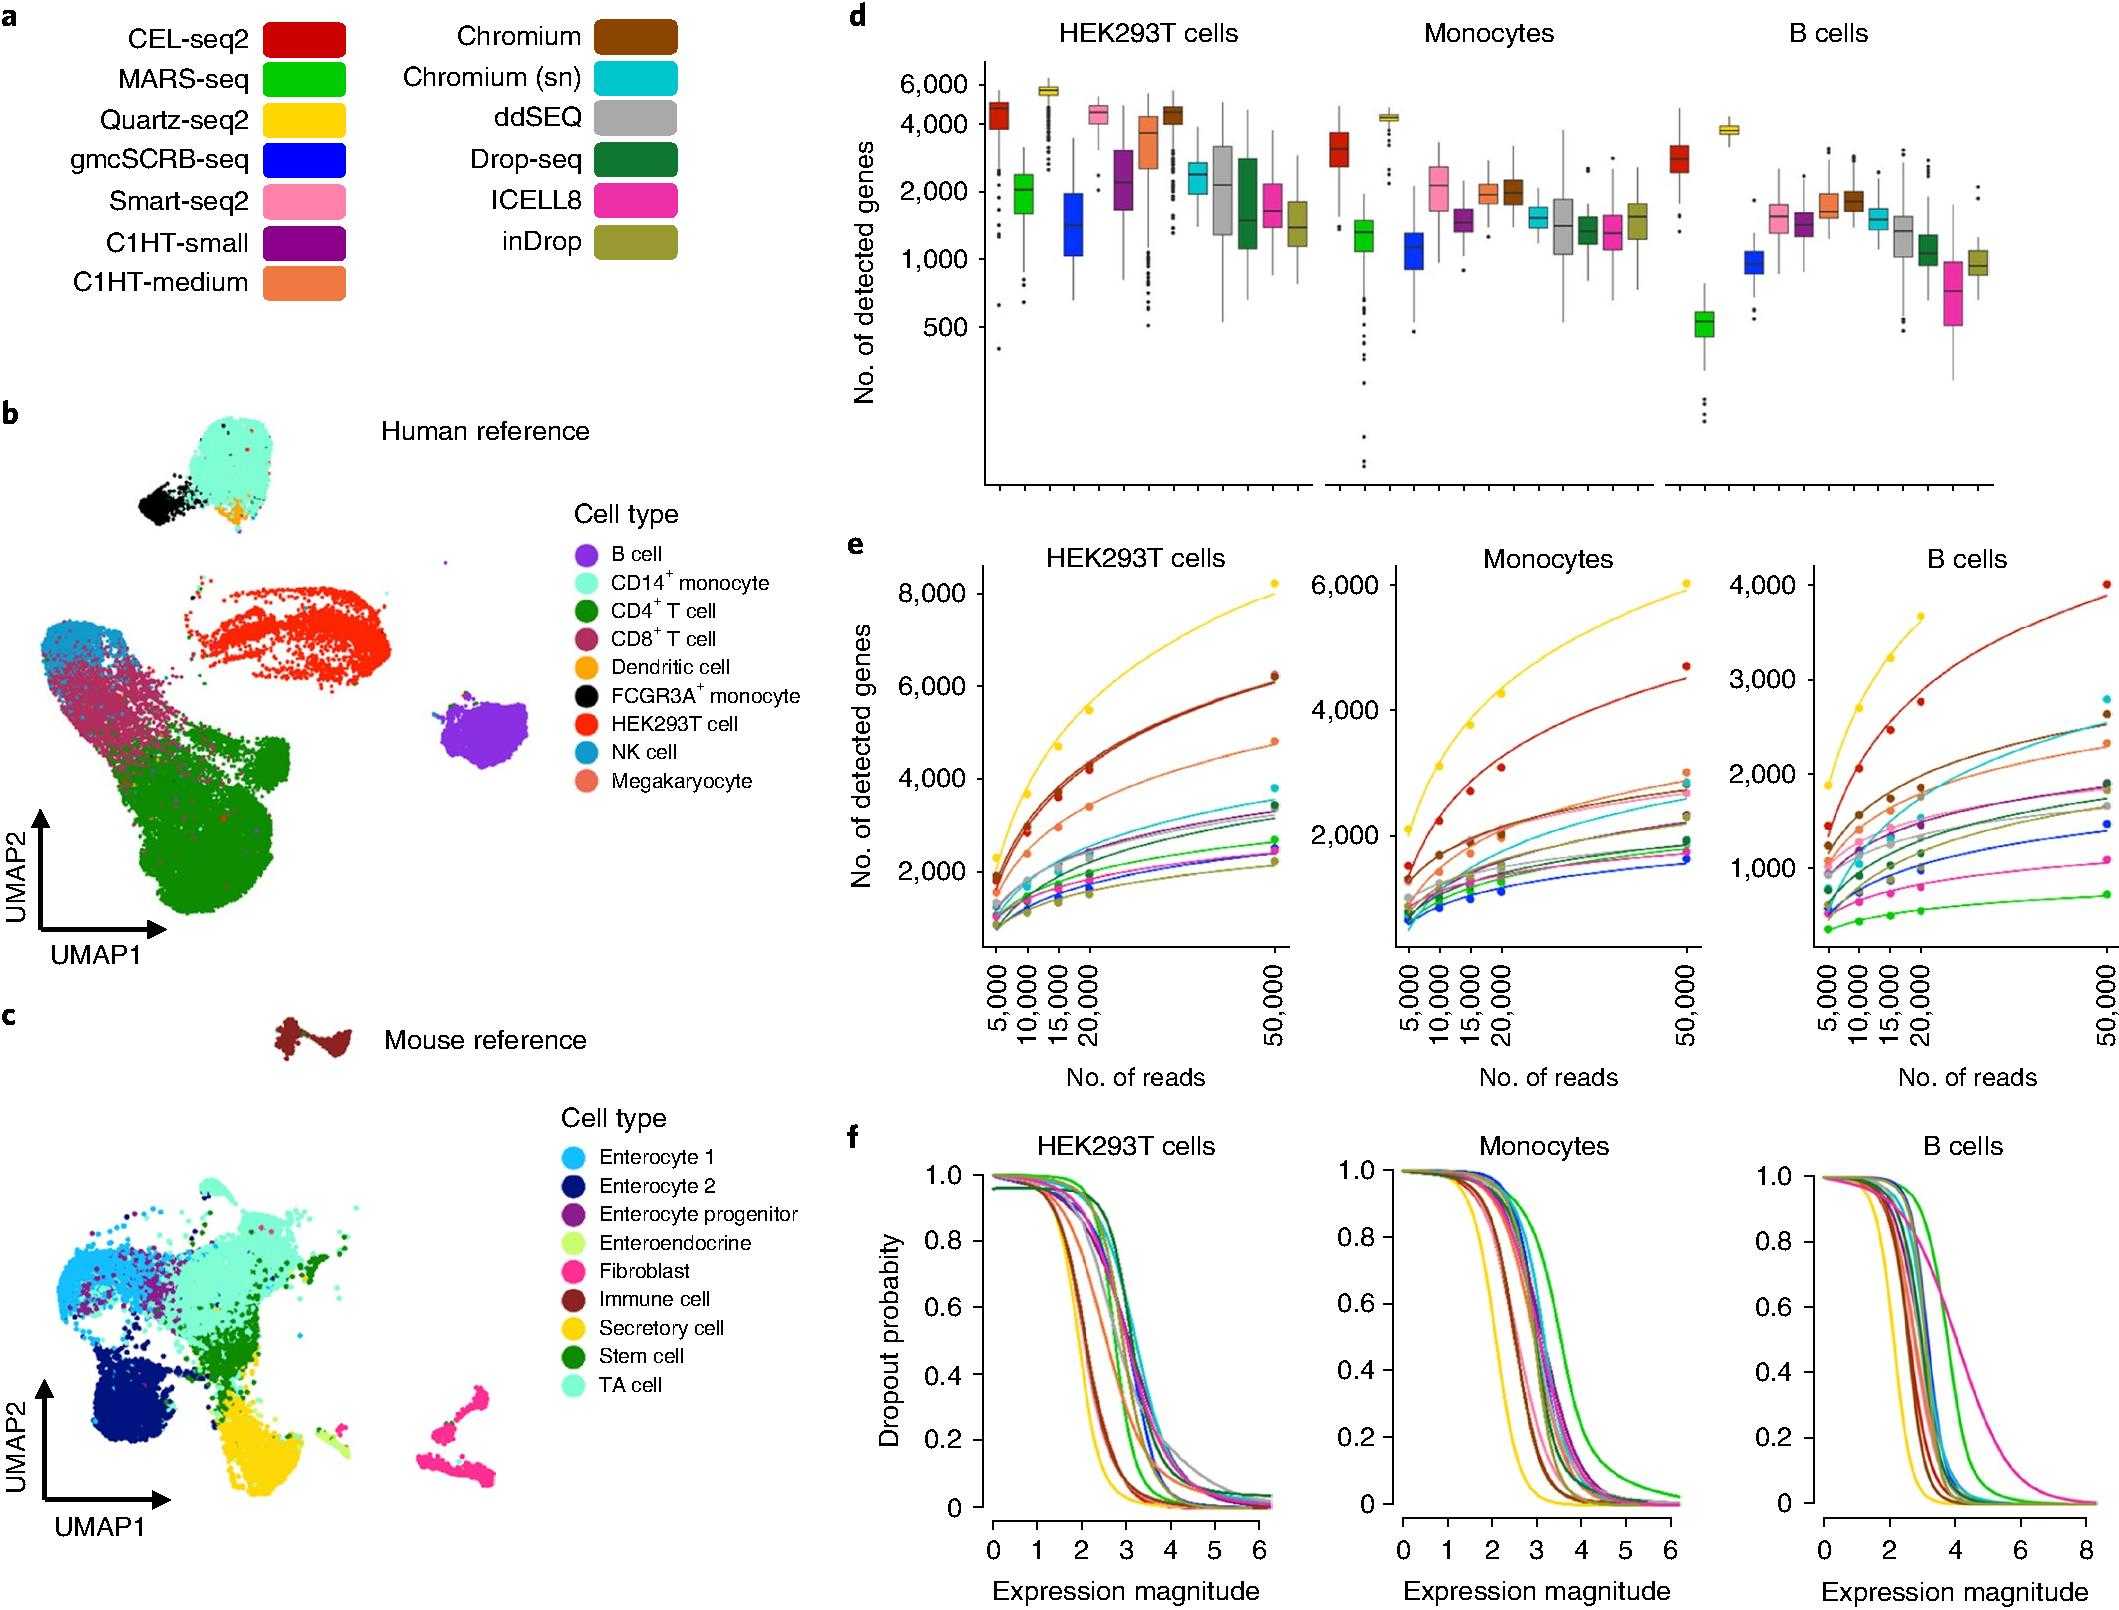 a
CEL-seq2
MARS-seq
Quartz-seq2
gmcSCRB-seq
Smart-seq2
C1HT-small
C1HT-medium
Chromium
Chromium (sn)
ddSEQ
Drop-seq
ICELL8
inDrop
b
Human reference
Cell type
B cell
CD14+ monocyte
CD4+ T cell
CD8+ T cell
Dendritic cell
FCGR3A+ monocyte
HEK293T cell
NK cell
Megakaryocyte
UMAP2
UMAP1
c
Mouse reference
Cell type
Enterocyte 1
Enterocyte 2
Enterocyte progenitor
Enteroendocrine
Fibroblast
Immune cell
Secretory cell
Stem cell
TA cell
UMAP2
UMAP1
d
HEK293T cells
Monocytes
B cells
No. of detected genes
6,000
4,000
2,000
1,000
500
e
HEK293T cells
Monocytes
B cells
No. of detected genes
8,000
6,000
4,000
2,000
5,000
10,000
15,000
20,000
50,000
No. of reads
6,000
4,000
2,000
5,000
10,000
15,000
20,000
50,000
No. of reads
4,000
3,000
2,000
1,000
5,000
10,000
15,000
20,000
50,000
No. of reads
f
HEK293T cells
Monocytes
B cells
Dropout probabity
1.0
0.8
0.6
0.4
0.2
0
0 1 2 3 4 5 6
Expression magnitude
1.0
0.8
0.6
0.4
0.2
0
0 1 2 3 4 5 6
Expression magnitude
1.0
0.8
0.6
0.4
0.2
0
0 2 4 6 8
Expression magnitude